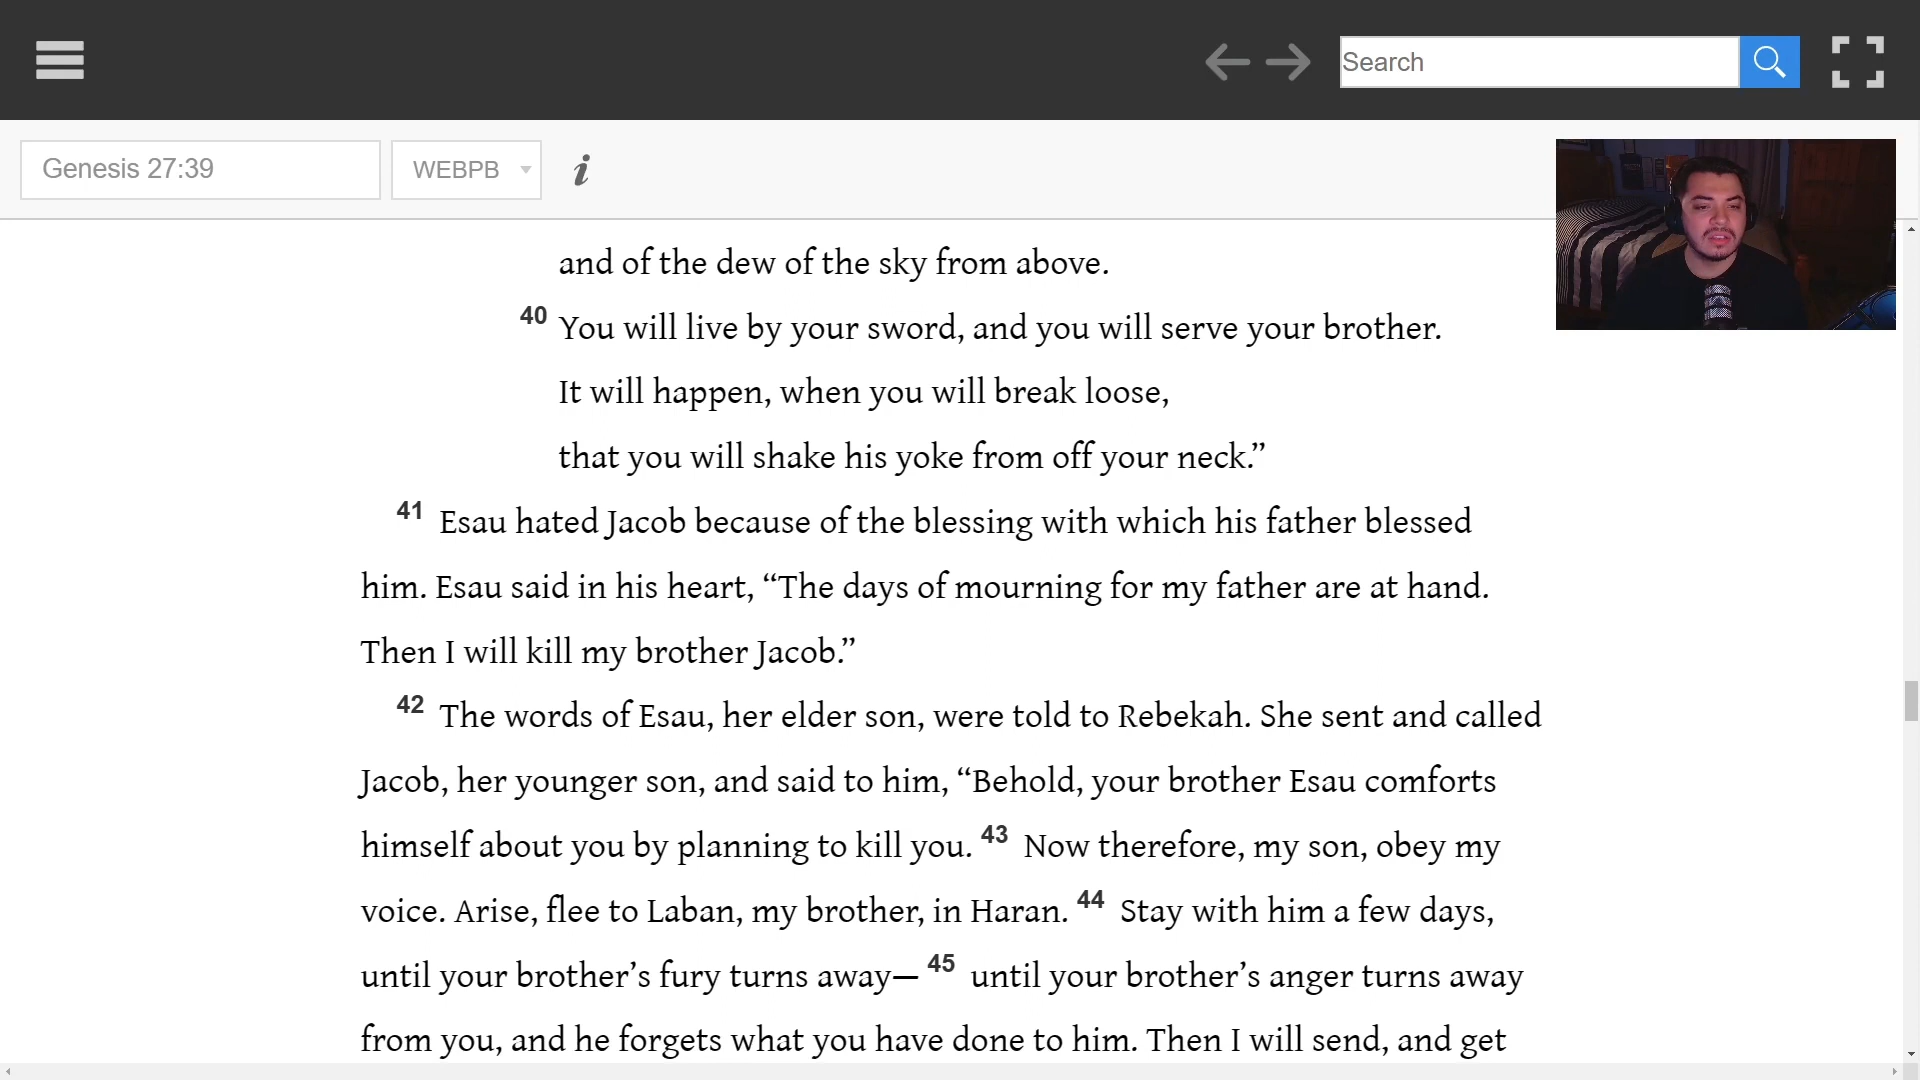 Search
Genesis 27:39
WEBPB
i
and of the dew of the sky from above.
40 You will live by your sword, and you will serve your brother.
It will happen, when you will break loose,
that you will shake his yoke from off your neck.”
41 Esau hated Jacob because of the blessing with which his father blessed
him. Esau said in his heart, “The days of mourning for my father are at hand.
Then I will kill my brother Jacob.”
42 The words of Esau, her elder son, were told to Rebekah. She sent and called
Jacob, her younger son, and said to him, “Behold, your brother Esau comforts
himself about you by planning to kill you. 43 Now therefore, my son, obey my
voice. Arise, flee to Laban, my brother, in Haran. 44 Stay with him a few days,
until your brother’s fury turns away— 45 until your brother’s anger turns away
from you, and he forgets what you have done to him. Then I will send, and get